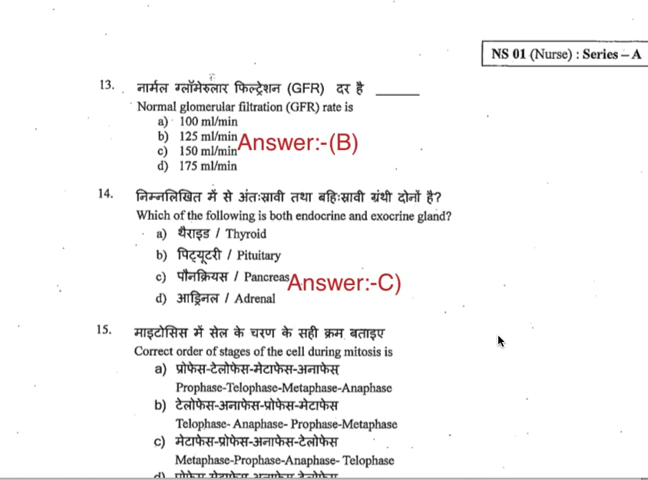 NS 01 (Nurse) : Series – A
13. नार्मल ग्लॉमेरुलार फिल्ट्रेशन (GFR) दर है ______
Normal glomerular filtration (GFR) rate is
a) 100 ml/min
b) 125 ml/min
Answer:-(B)
c) 150 ml/min
d) 175 ml/min
14. निम्नलिखित में से अंतःस्रावी तथा बहिःस्रावी ग्रंथी दोनों है?
Which of the following is both endocrine and exocrine gland?
a) थैराइड / Thyroid
b) पिट्यूटरी / Pituitary
c) पौनक्रियस / Pancreas
Answer:-C)
d) आड्रिनल / Adrenal
15. माइटोसिस में सेल के चरण के सही क्रम बताइए
Correct order of stages of the cell during mitosis is
a) प्रोफेस-टेलोफेस-मेटाफेस-अनाफेस
Prophase-Telophase-Metaphase-Anaphase
b) टेलोफेस-अनाफेस-प्रोफेस-मेटाफेस
Telophase- Anaphase- Prophase-Metaphase
c) मेटाफेस-प्रोफेस-अनाफेस-टेलोफेस
Metaphase-Prophase-Anaphase- Telophase
d) प्रोफेस मेटाफेस अनाफेस टेलोफेस